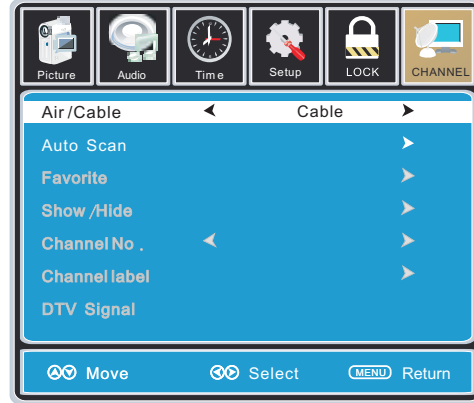 Picture Audio Time Setup LOCK CHANNEL
Air/Cable Cable
Auto Scan
Favorite
Show/Hide
Channel No.
Channel label
DTV Signal
Move Select MENU Return